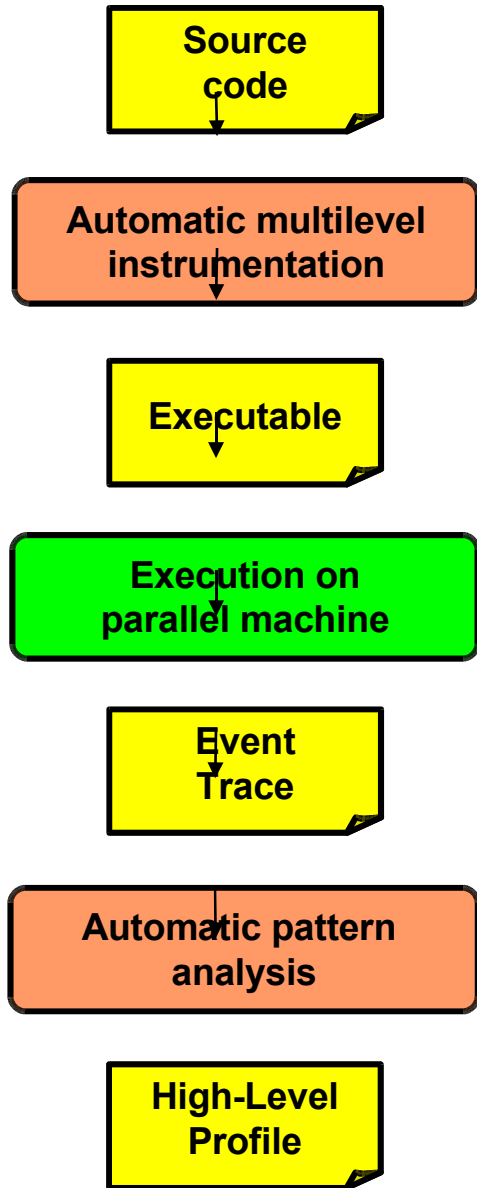 Source
code
Automatic multilevel
instrumentation
Executable
Execution on
parallel machine
Event
Trace
Automatic pattern
analysis
High-Level
Profile